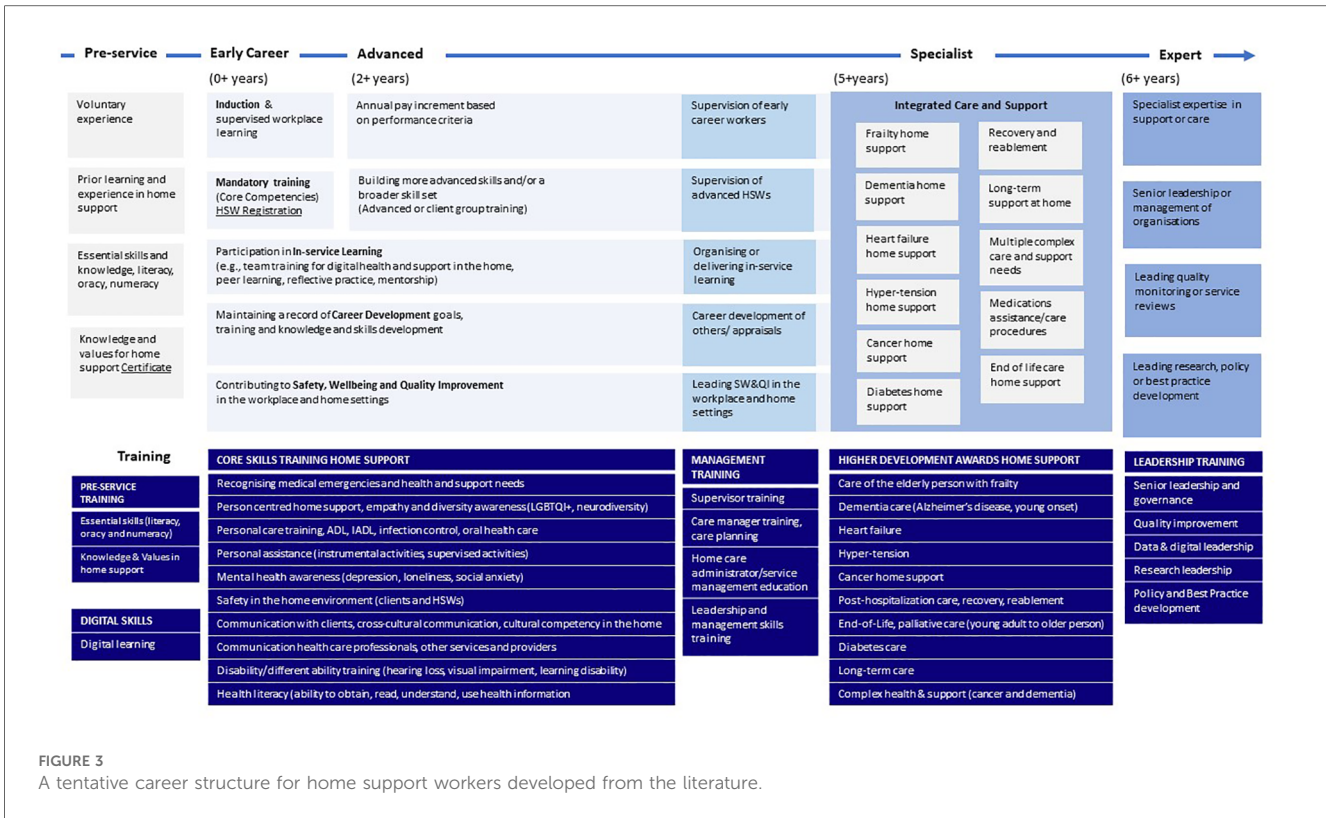 Pre-service
Early Career
Advanced
Specialist
Expert
(0+ years)
(2+ years)
(5+years)
(6+ years)
Voluntary
experience
Prior learning and
experience in home
support
Essential skills and
knowledge, literacy,
oracy, numeracy
Knowledge and
values for home
support Certificate
Induction &
supervised workplace
learning
Annual pay increment based
on performance criteria
Mandatory training
(Core Competencies)
HSW Registration
Building more advanced skills and/or a
broader skill set
(Advanced or client group training)
Participation in In-service Learning
(e.g., team training for digital health and support in the home,
peer learning, reflective practice, mentorship)
Maintaining a record of Career Development goals,
training and knowledge and skills development
Contributing to Safety, Wellbeing and Quality Improvement
in the workplace and home settings
Supervision of early
career workers
Supervision of
advanced HSWs
Organising or
delivering in-service
learning
Career development of
others/ appraisals
Leading SW&QI in the
workplace and home
settings
Integrated Care and Support
Frailty home
support
Dementia home
support
Heart failure
home support
Hyper-tension
home support
Cancer home
support
Diabetes home
support
Recovery and
reablement
Long-term
support at home
Multiple complex
care and support
needs
Medications
assistance/care
procedures
End of life care
home support
Specialist expertise in
support or care
Senior leadership or
management of
organisations
Leading quality
monitoring or service
reviews
Leading research, policy
or best practice
development
Training
PRE-SERVICE
TRAINING
Essential skills (literacy,
oracy and numeracy)
Knowledge & Values in
home support
DIGITAL SKILLS
Digital learning
CORE SKILLS TRAINING HOME SUPPORT
Recognising medical emergencies and health and support needs
Person centred home support, empathy and diversity awareness (LGBTQI+, neurodiversity)
Personal care training, ADL, IADL, infection control, oral health care
Personal assistance (instrumental activities, supervised activities)
Mental health awareness (depression, loneliness, social anxiety)
Safety in the home environment (clients and HSWs)
Communication with clients, cross-cultural communication, cultural competency in the home
Communication health care professionals, other services and providers
Disability/different ability training (hearing loss, visual impairment, learning disability)
Health literacy (ability to obtain, read, understand, use health information
MANAGEMENT
TRAINING
Supervisor training
Care manager training,
care planning
Home care
administrator/service
management education
Leadership and
management skills
training
HIGHER DEVELOPMENT AWARDS HOME SUPPORT
Care of the elderly person with frailty
Dementia care (Alzheimer's disease, young onset)
Heart failure
Hyper-tension
Cancer home support
Post-hospitalization care, recovery, reablement
End-of-Life, palliative care (young adult to older person)
Diabetes care
Long-term care
Complex health & support (cancer and dementia)
LEADERSHIP TRAINING
Senior leadership and
governance
Quality improvement
Data & digital leadership
Research leadership
Policy and Best Practice
development
FIGURE 3
A tentative career structure for home support workers developed from the literature.